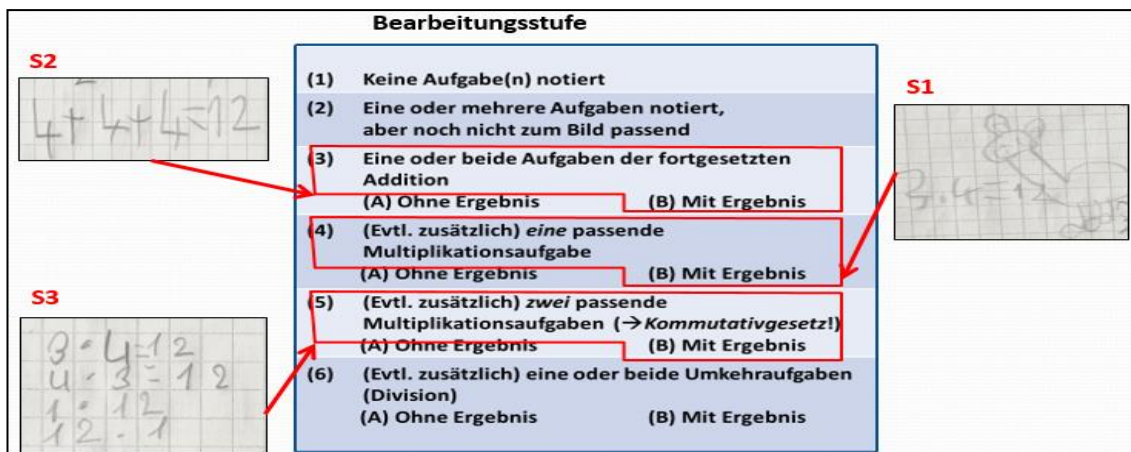 Bearbeitungsstufe
S2
4+4+4=12
(1) Keine Aufgabe(n) notiert
(2) Eine oder mehrere Aufgaben notiert,
aber noch nicht zum Bild passend
(3) Eine oder beide Aufgaben der fortgesetzten
Addition
(A) Ohne Ergebnis (B) Mit Ergebnis
(4) (Evtl. zusätzlich) eine passende
Multiplikationsaufgabe
(A) Ohne Ergebnis (B) Mit Ergebnis
(5) (Evtl. zusätzlich) zwei passende
Multiplikationsaufgaben (→Kommutativgesetz!)
(A) Ohne Ergebnis (B) Mit Ergebnis
(6) (Evtl. zusätzlich) eine oder beide Umkehraufgaben
(Division)
(A) Ohne Ergebnis (B) Mit Ergebnis
S1
3·4=12
S3
3·4=12
4·3=12
1·12
12·1